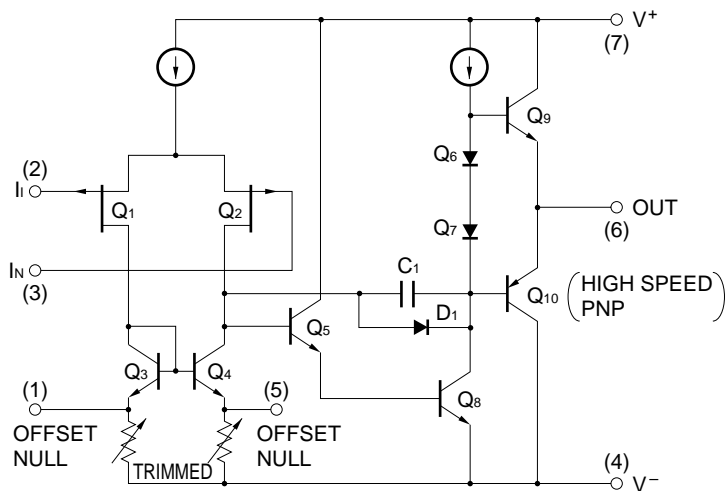 V+
(7)
Q9
(2)
II
Q1
Q2
Q6
OUT
(6)
Q7
IN
(3)
C1
Q10
(HIGH SPEED
PNP)
D1
Q5
Q3
Q4
Q8
(1)
(5)
OFFSET
NULL
TRIMMED
OFFSET
NULL
(4)
V−